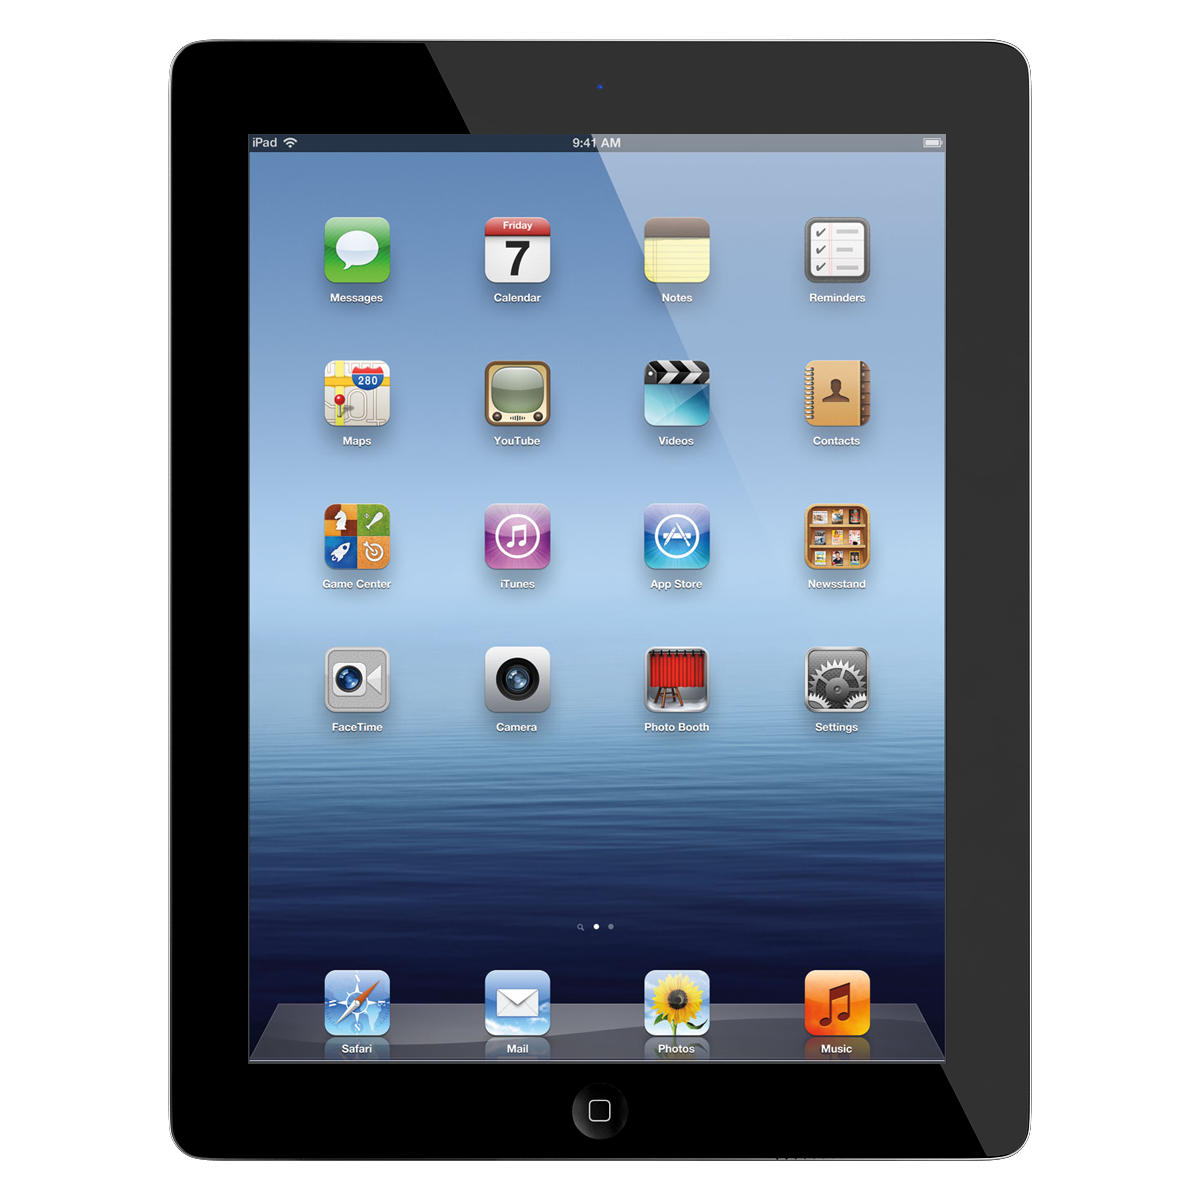 iPad 9:41 AM
Friday
7
Messages Calendar Notes Reminders
280
Maps YouTube Videos Contacts
Game Center iTunes App Store Newsstand
FaceTime Camera Photo Booth Settings
Safari Mail Photos Music